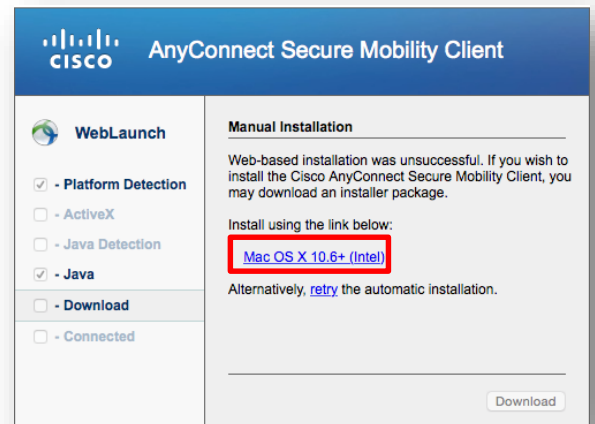 CISCO
AnyConnect Secure Mobility Client
WebLaunch
- Platform Detection
- ActiveX
- Java Detection
- Java
- Download
- Connected
Manual Installation
Web-based installation was unsuccessful. If you wish to
install the Cisco AnyConnect Secure Mobility Client, you
may download an installer package.
Install using the link below:
Mac OS X 10.6+ (Intel)
Alternatively, retry the automatic installation.
Download